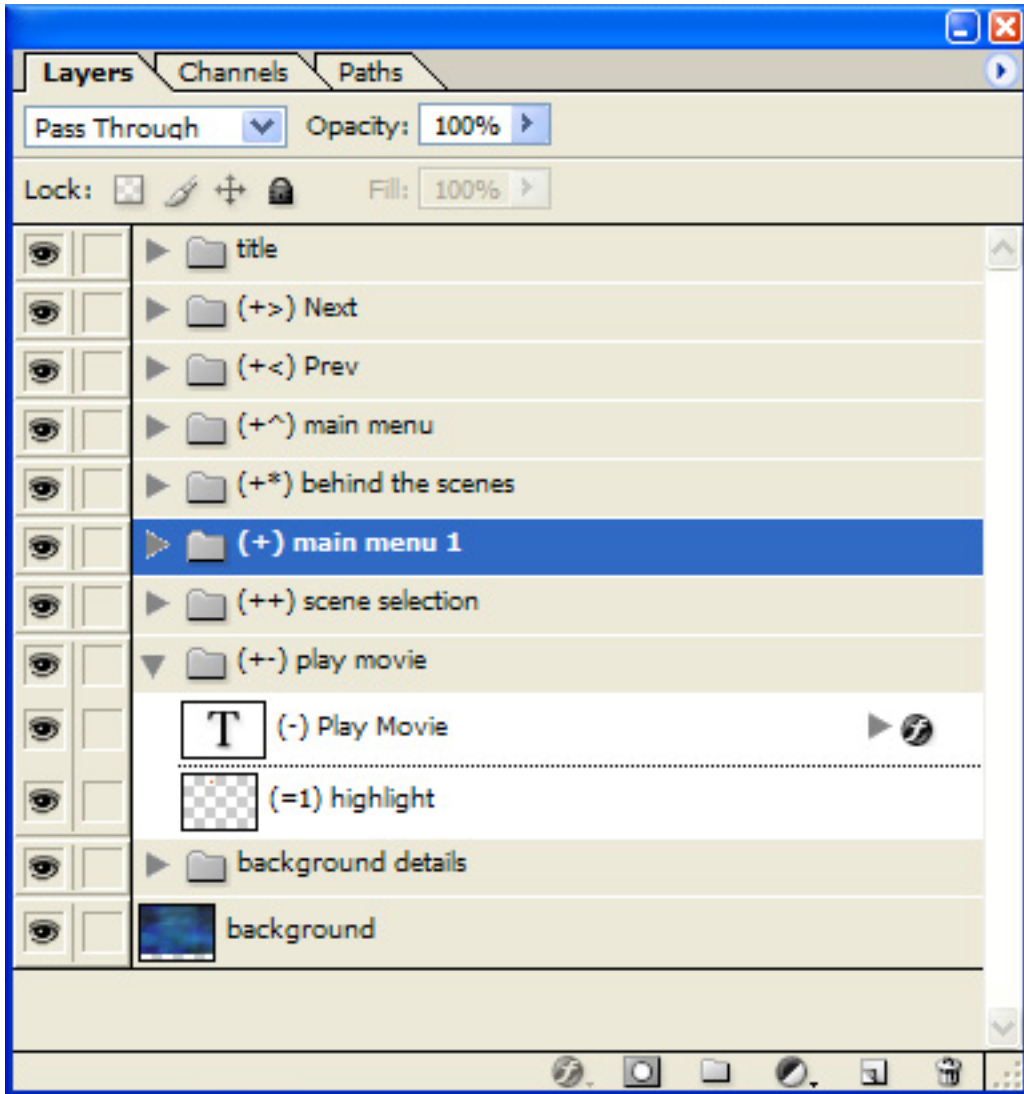 Layers Channels Paths
Pass Through Opacity: 100%
Lock: Fill: 100%
title
(+>) Next
(+<) Prev
(+^) main menu
(+*) behind the scenes
(+) main menu 1
(++) scene selection
(+-) play movie
T (-) Play Movie
(=1) highlight
background details
background